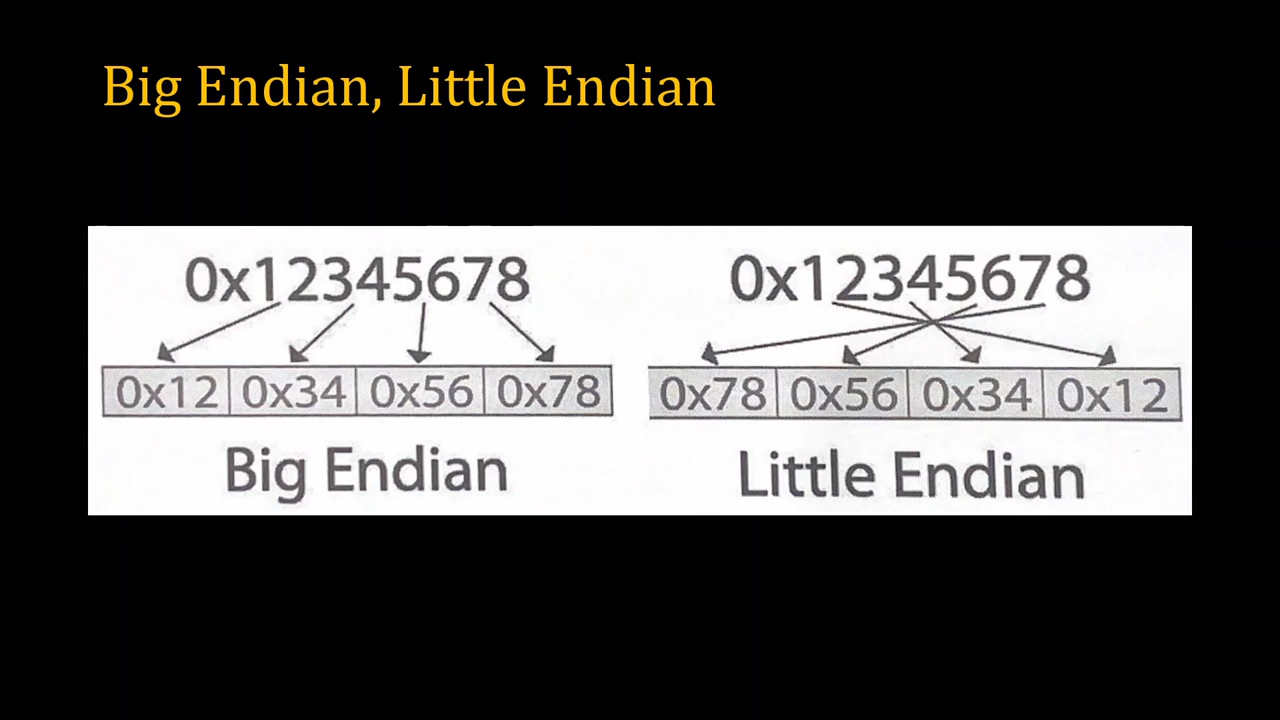 Big Endian, Little Endian
0x12345678
0x12 0x34 0x56 0x78
Big Endian
0x12345678
0x78 0x56 0x34 0x12
Little Endian